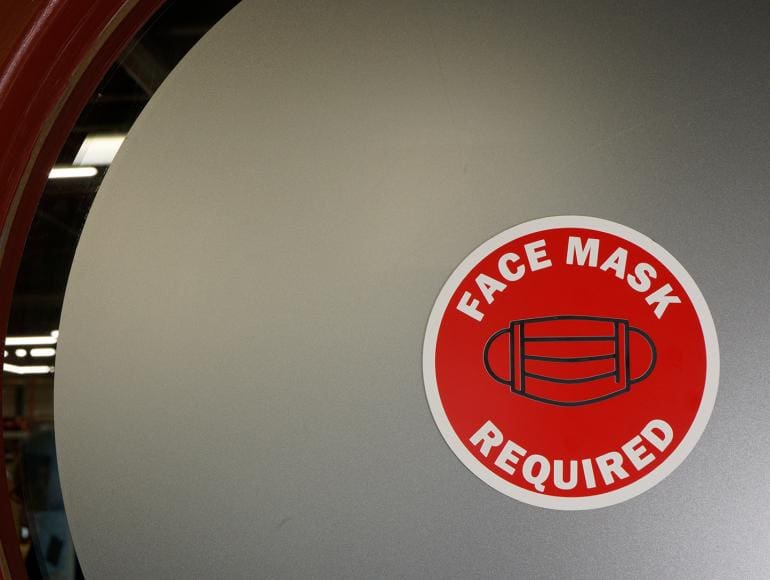 FACE MASK
REQUIRED